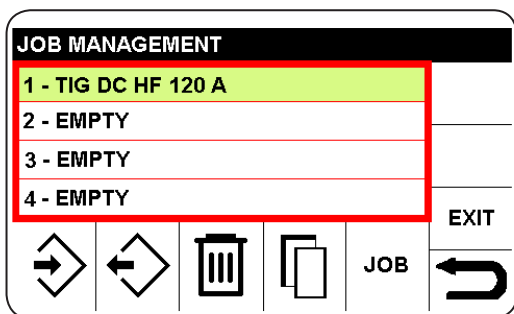 JOB MANAGEMENT
1 - TIG DC HF 120 A
2 - EMPTY
3 - EMPTY
4 - EMPTY
EXIT
JOB